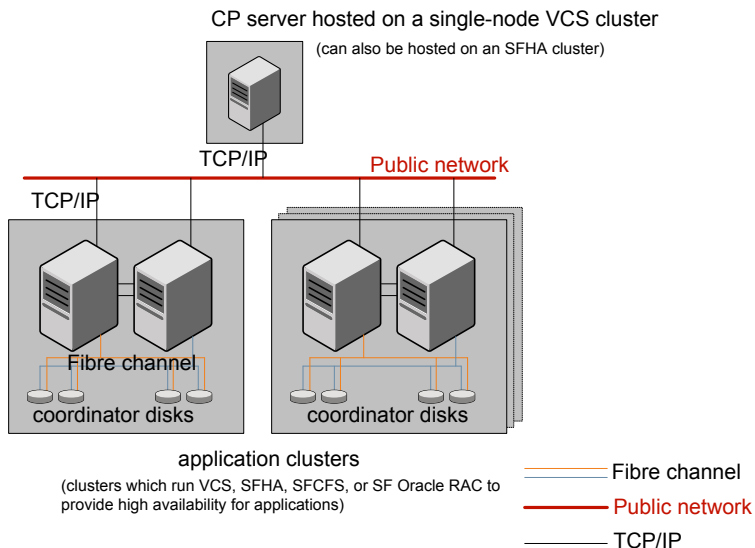 CP server hosted on a single-node VCS cluster
(can also be hosted on an SFHA cluster)
TCP/IP
Public network
TCP/IP
Fibre channel
coordinator disks
coordinator disks
application clusters
(clusters which run VCS, SFHA, SFCFS, or SF Oracle RAC to
provide high availability for applications)
Fibre channel
Public network
TCP/IP